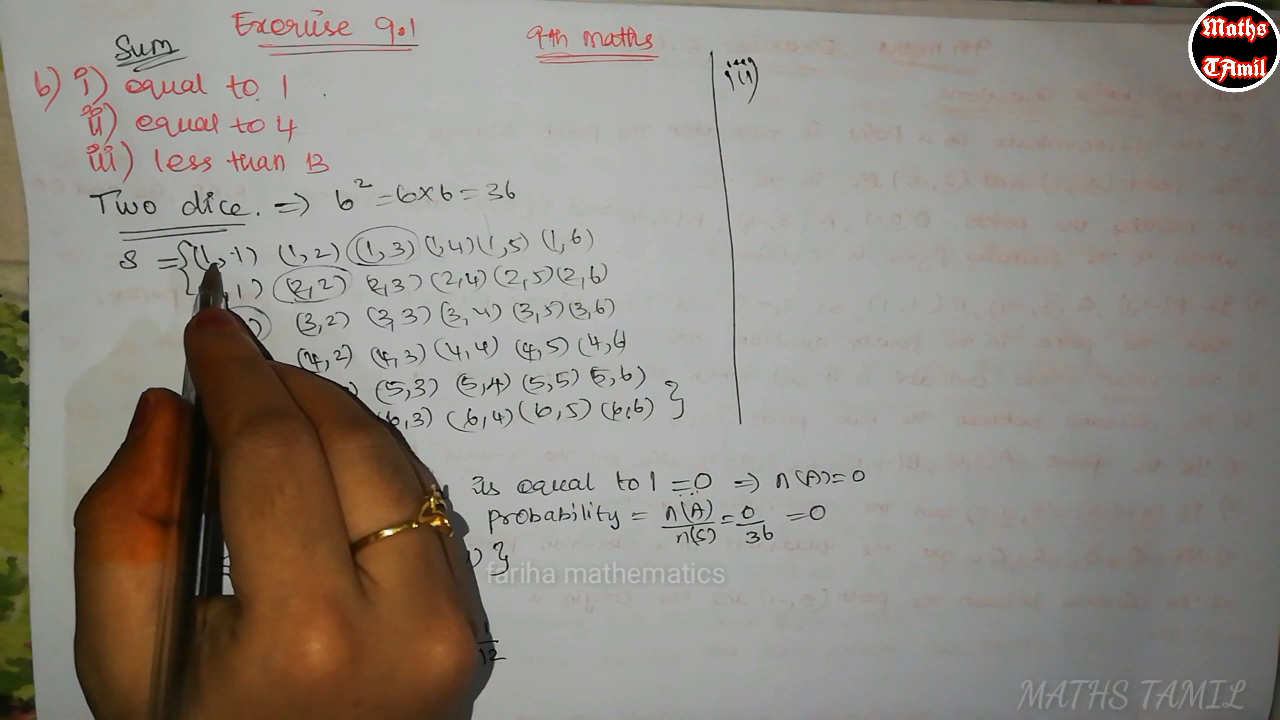 Exercise 9.1
9th maths
Sum
6) i) equal to 1
ii) equal to 4
iii) less than 13
Two dice. ⇒ 6² = 6×6 = 36
S = {(1,1) (1,2) (1,3) (1,4) (1,5) (1,6)
1) (2,2) (2,3) (2,4) (2,5) (2,6)
) (3,2) (3,3) (3,4) (3,5) (3,6)
(4,2) (4,3) (4,4) (4,5) (4,6)
) (5,3) (5,4) (5,5) (5,6)
(6,3) (6,4) (6,5) (6,6) }
is equal to 1 = 0 ⇒ n(A) = 0
probability = n(A)/n(S) = 0/36 = 0
) }
12
iii)
Maths
TAmil
fariha mathematics
MATHS TAMIL